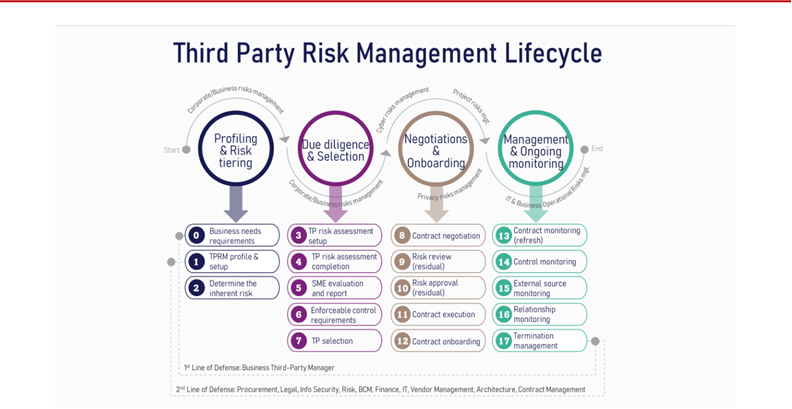 Third Party Risk Management Lifecycle
Corporate/Business risks management
Cyber risks management
Project risks mgt
Start
Profiling
& Risk
tiering
Due diligence
& Selection
Negotiations
&
Onboarding
Management
& Ongoing
monitoring
End
Corporate/Business risks management
Privacy risks management
IT & Business Operational Risks mgt.
0 Business needs
requirements
1 TPRM profile &
setup
2 Determine the
inherent risk
3 TP risk assessment
setup
4 TP risk assessment
completion
5 SME evaluation
and report
6 Enforceable control
requirements
7 TP selection
8 Contract negotiation
9 Risk review
(residual)
10 Risk approval
(residual)
11 Contract execution
12 Contract onboarding
13 Contract monitoring
(refresh)
14 Control monitoring
15 External source
monitoring
16 Relationship
monitoring
17 Termination
management
1st Line of Defense: Business Third-Party Manager
2nd Line of Defense: Procurement, Legal, Info Security, Risk, BCM, Finance, IT, Vendor Management, Architecture, Contract Management